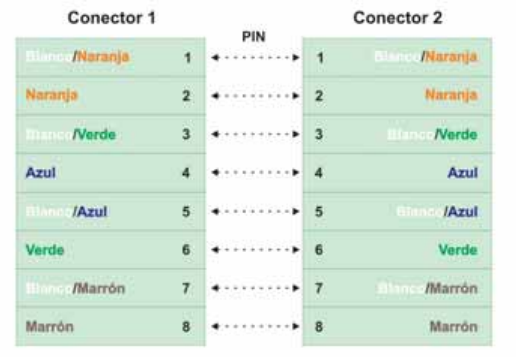 Conector 1 Conector 2
PIN
Blanco/Naranja 1 1 Blanco/Naranja
Naranja 2 2 Naranja
Blanco/Verde 3 3 Blanco/Verde
Azul 4 4 Azul
Blanco/Azul 5 5 Blanco/Azul
Verde 6 6 Verde
Blanco/Marrón 7 7 Blanco/Marrón
Marrón 8 8 Marrón